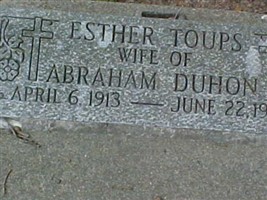 ESTHER TOUPS
WIFE OF
ABRAHAM DUHON
APRIL 6, 1913 — JUNE 22, 19